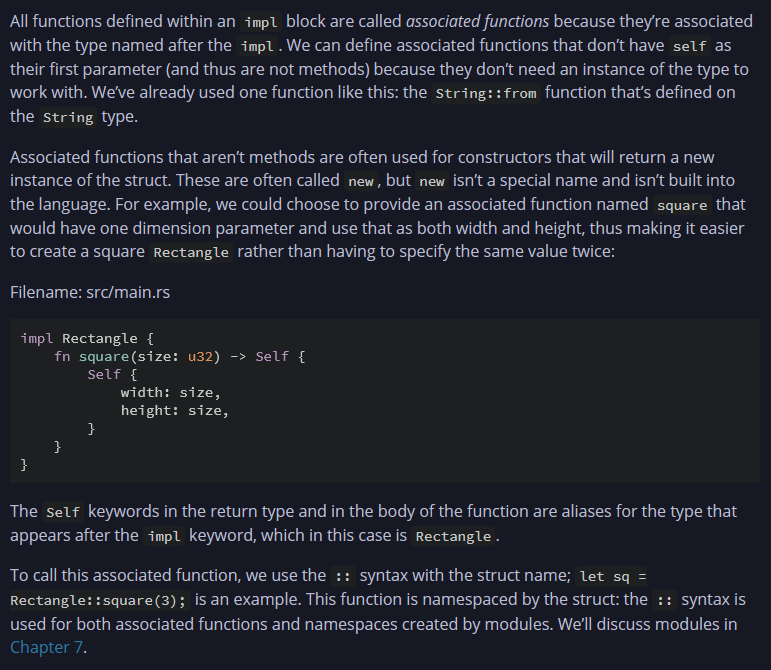 All functions defined within an impl block are called associated functions because they’re associated
with the type named after the impl. We can define associated functions that don’t have self as
their first parameter (and thus are not methods) because they don’t need an instance of the type to
work with. We’ve already used one function like this: the String::from function that’s defined on
the String type.
Associated functions that aren’t methods are often used for constructors that will return a new
instance of the struct. These are often called new, but new isn’t a special name and isn’t built into
the language. For example, we could choose to provide an associated function named square that
would have one dimension parameter and use that as both width and height, thus making it easier
to create a square Rectangle rather than having to specify the same value twice:
Filename: src/main.rs
impl Rectangle {
    fn square(size: u32) -> Self {
        Self {
            width: size,
            height: size,
        }
    }
}
The Self keywords in the return type and in the body of the function are aliases for the type that
appears after the impl keyword, which in this case is Rectangle.
To call this associated function, we use the :: syntax with the struct name; let sq =
Rectangle::square(3); is an example. This function is namespaced by the struct: the :: syntax is
used for both associated functions and namespaces created by modules. We’ll discuss modules in
Chapter 7.